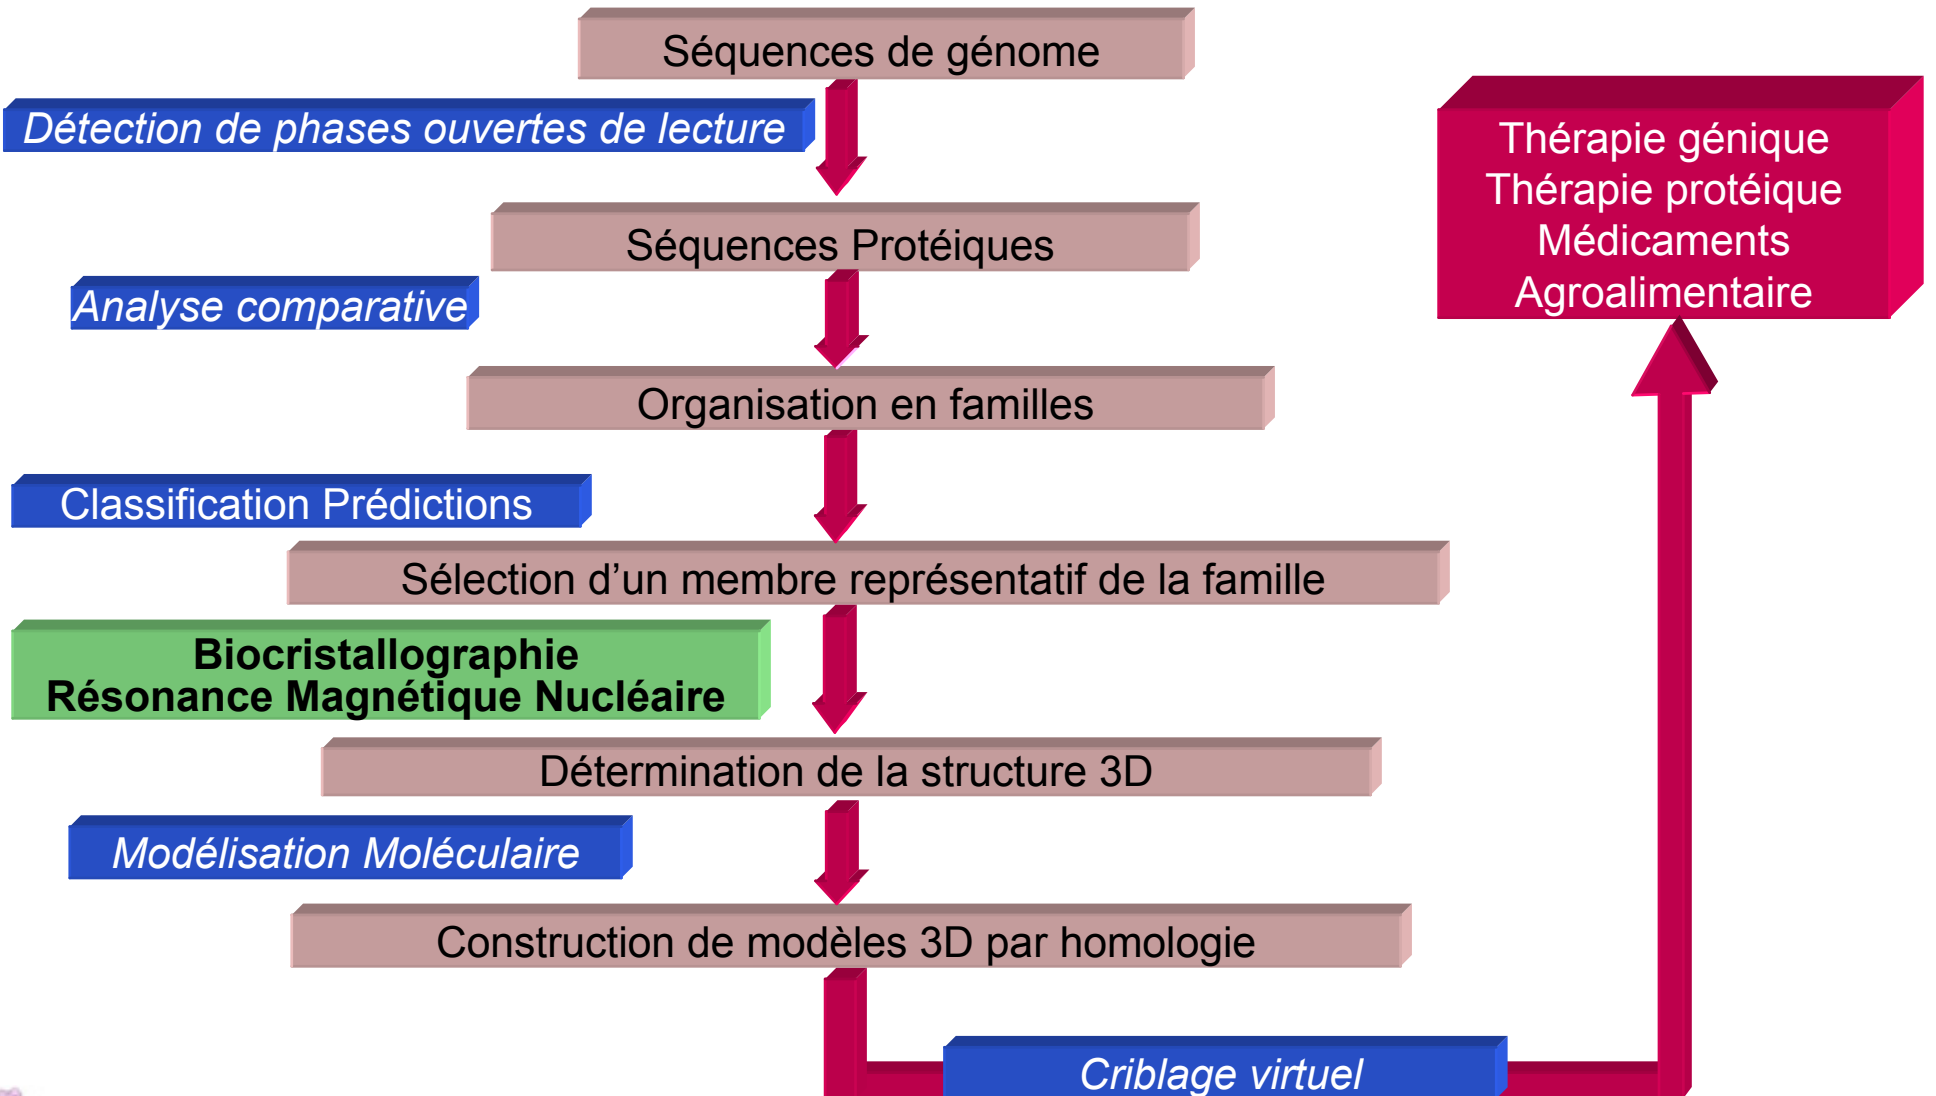 Séquences de génome
Détection de phases ouvertes de lecture
Séquences Protéiques
Analyse comparative
Organisation en familles
Classification Prédictions
Sélection d’un membre représentatif de la famille
Biocristallographie
Résonance Magnétique Nucléaire
Détermination de la structure 3D
Modélisation Moléculaire
Construction de modèles 3D par homologie
Criblage virtuel
Thérapie génique
Thérapie protéique
Médicaments
Agroalimentaire